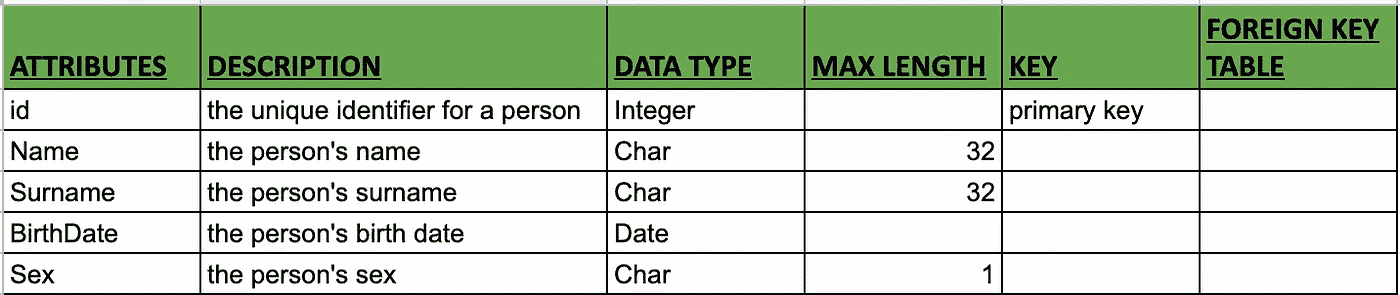 ATTRIBUTES DESCRIPTION DATA TYPE MAX LENGTH KEY FOREIGN KEY TABLE
id the unique identifier for a person Integer primary key
Name the person's name Char 32
Surname the person's surname Char 32
BirthDate the person's birth date Date
Sex the person's sex Char 1